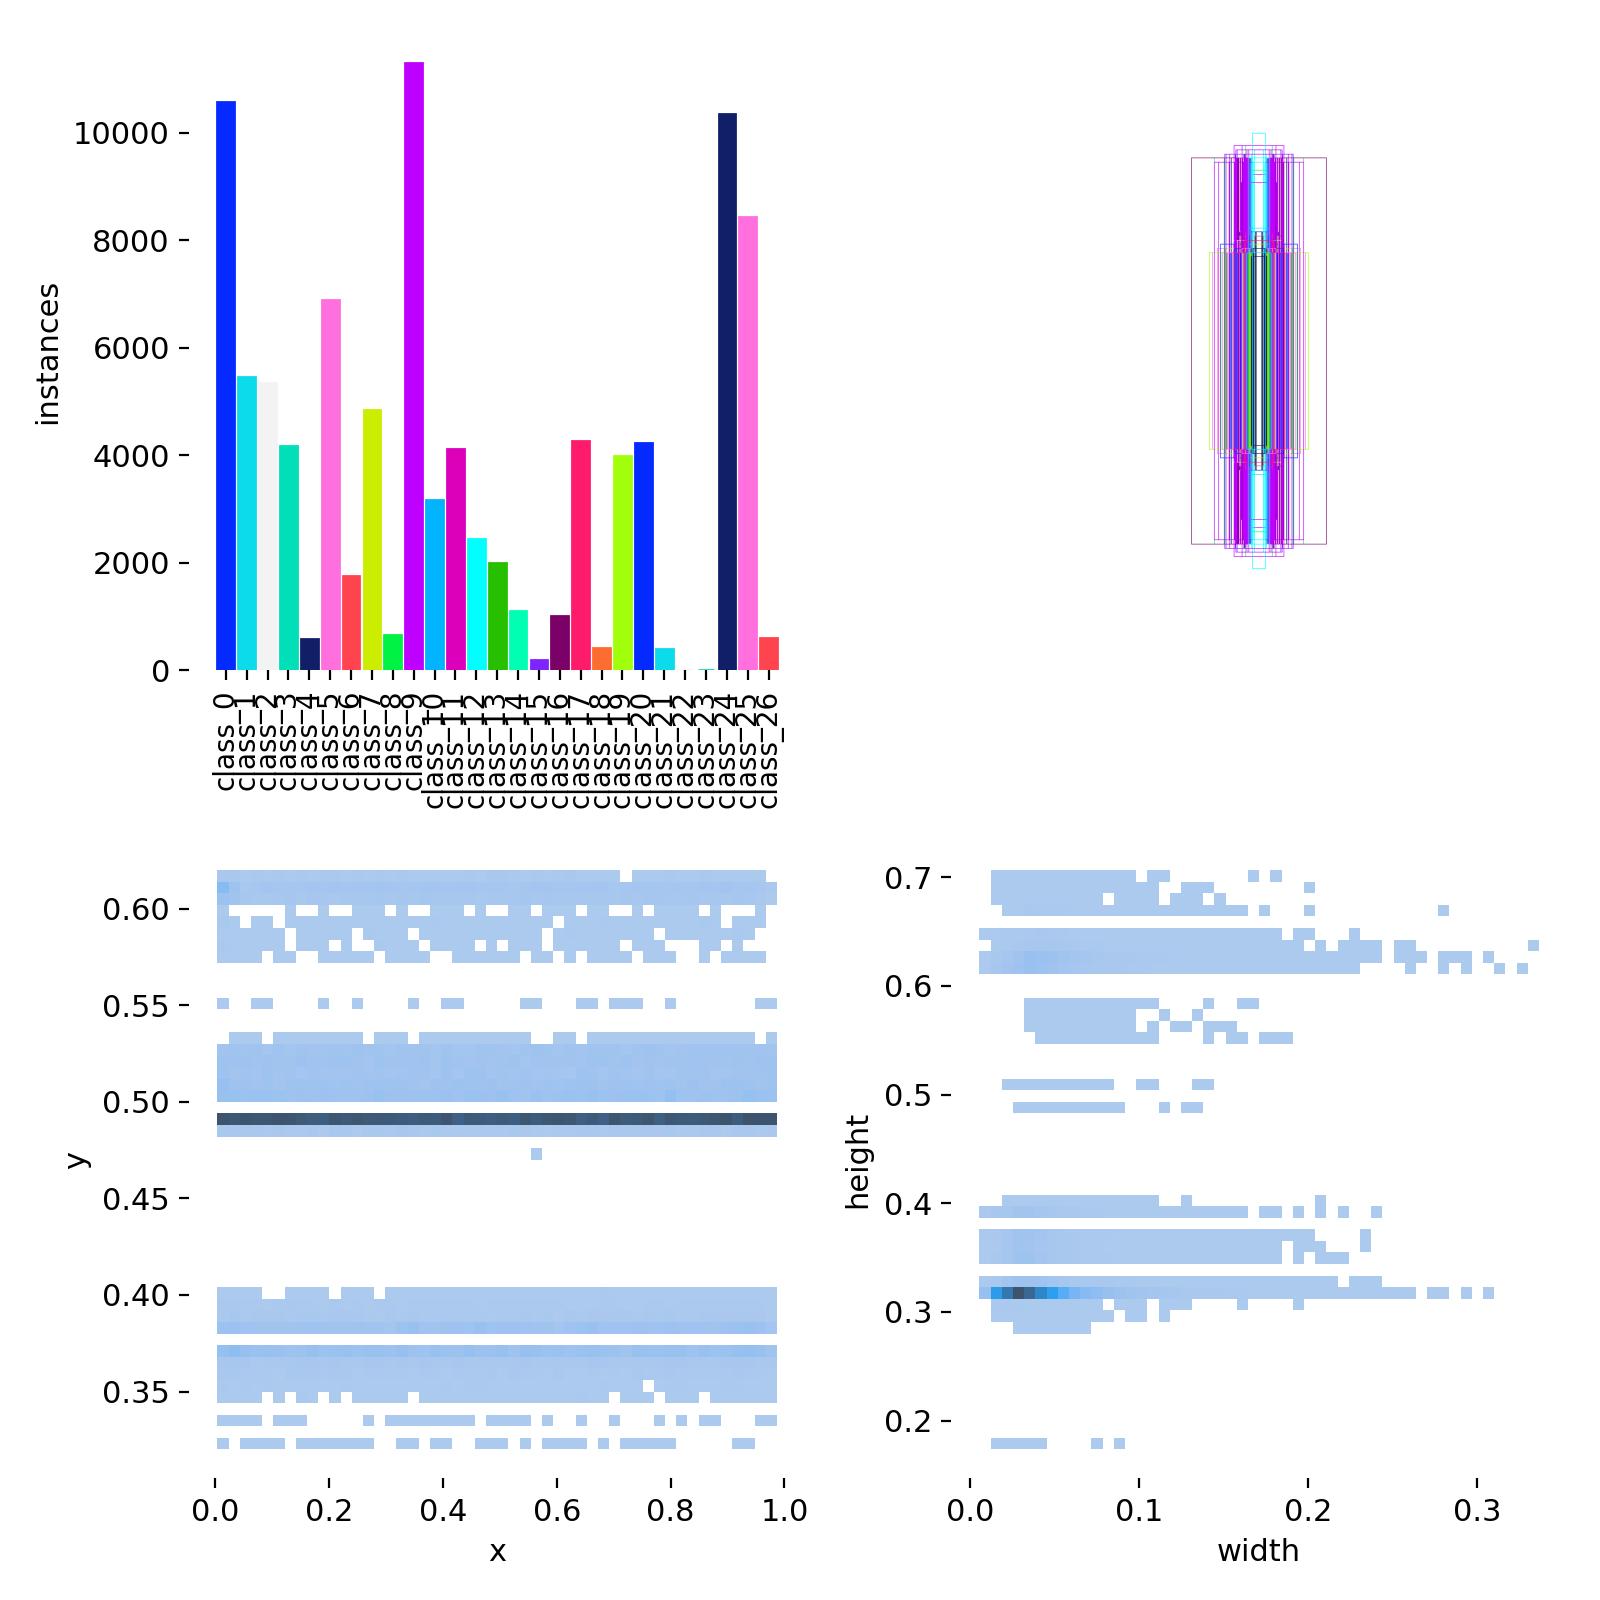 instances
10000
8000
6000
4000
2000
0
class_0
class_1
class_2
class_3
class_4
class_5
class_6
class_7
class_8
class_9
class_10
class_11
class_12
class_13
class_14
class_15
class_16
class_17
class_18
class_19
class_20
class_21
class_22
class_23
class_24
class_25
class_26
y
0.60
0.55
0.50
0.45
0.40
0.35
0.0 0.2 0.4 0.6 0.8 1.0
x
height
0.7
0.6
0.5
0.4
0.3
0.2
0.0 0.1 0.2 0.3
width